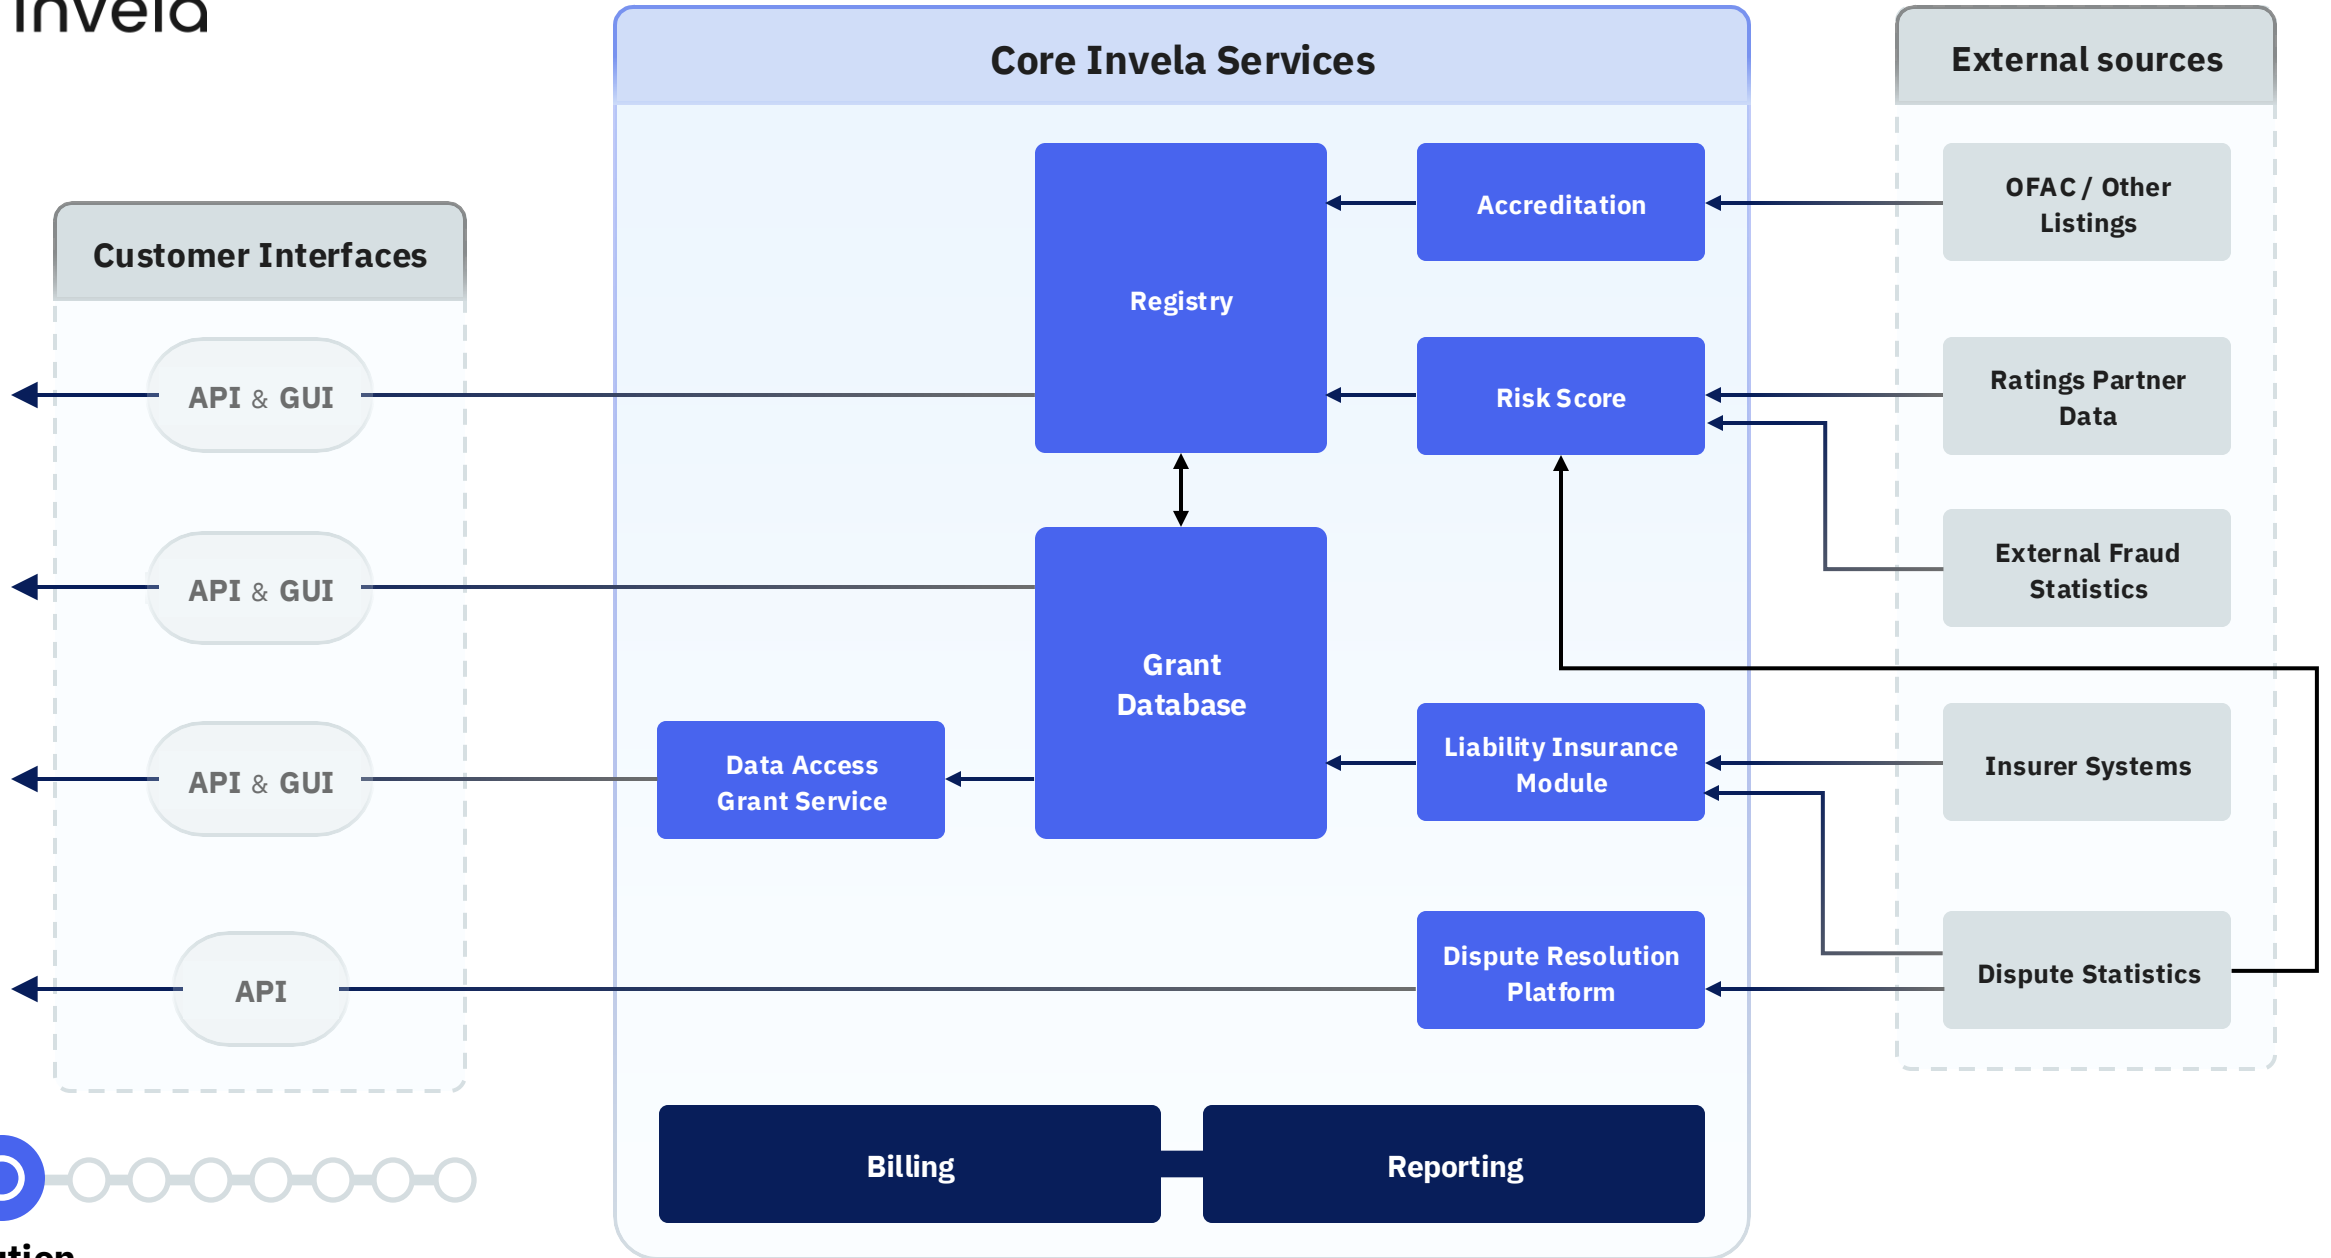 Invela
Core Invela Services
External sources
Customer Interfaces
Registry
Accreditation
OFAC / Other
Listings
Risk Score
Ratings Partner
Data
API & GUI
External Fraud
Statistics
API & GUI
Grant
Database
Liability Insurance
Module
Insurer Systems
Data Access
Grant Service
API & GUI
Dispute Resolution
Platform
Dispute Statistics
API
Billing
Reporting